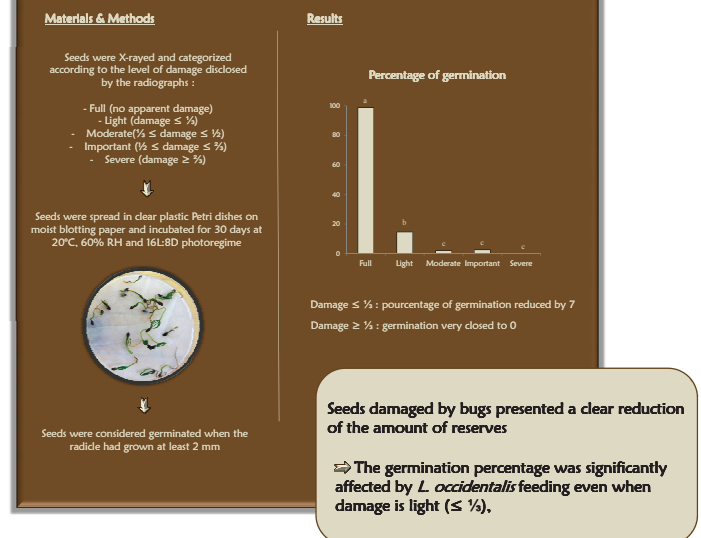 Materials & Methods
Seeds were X-rayed and categorized
according to the level of damage disclosed
by the radiographs :
- Full (no apparent damage)
- Light (damage ≤ ⅓)
- Moderate(⅓ ≤ damage ≤ ½)
- Important (½ ≤ damage ≤ ⅔)
- Severe (damage ≥ ⅔)
Seeds were spread in clear plastic Petri dishes on
moist blotting paper and incubated for 30 days at
20°C, 60% RH and 16L:8D photoregime
Seeds were considered germinated when the
radicle had grown at least 2 mm
Results
Percentage of germination
100
80
60
40
20
0
a
b
c
c
c
Full Light Moderate Important Severe
Damage ≤ ⅓ : pourcentage of germination reduced by 7
Damage ≥ ⅓ : germination very closed to 0
Seeds damaged by bugs presented a clear reduction
of the amount of reserves
⇨ The germination percentage was significantly
affected by L. occidentalis feeding even when
damage is light (≤ ⅓),